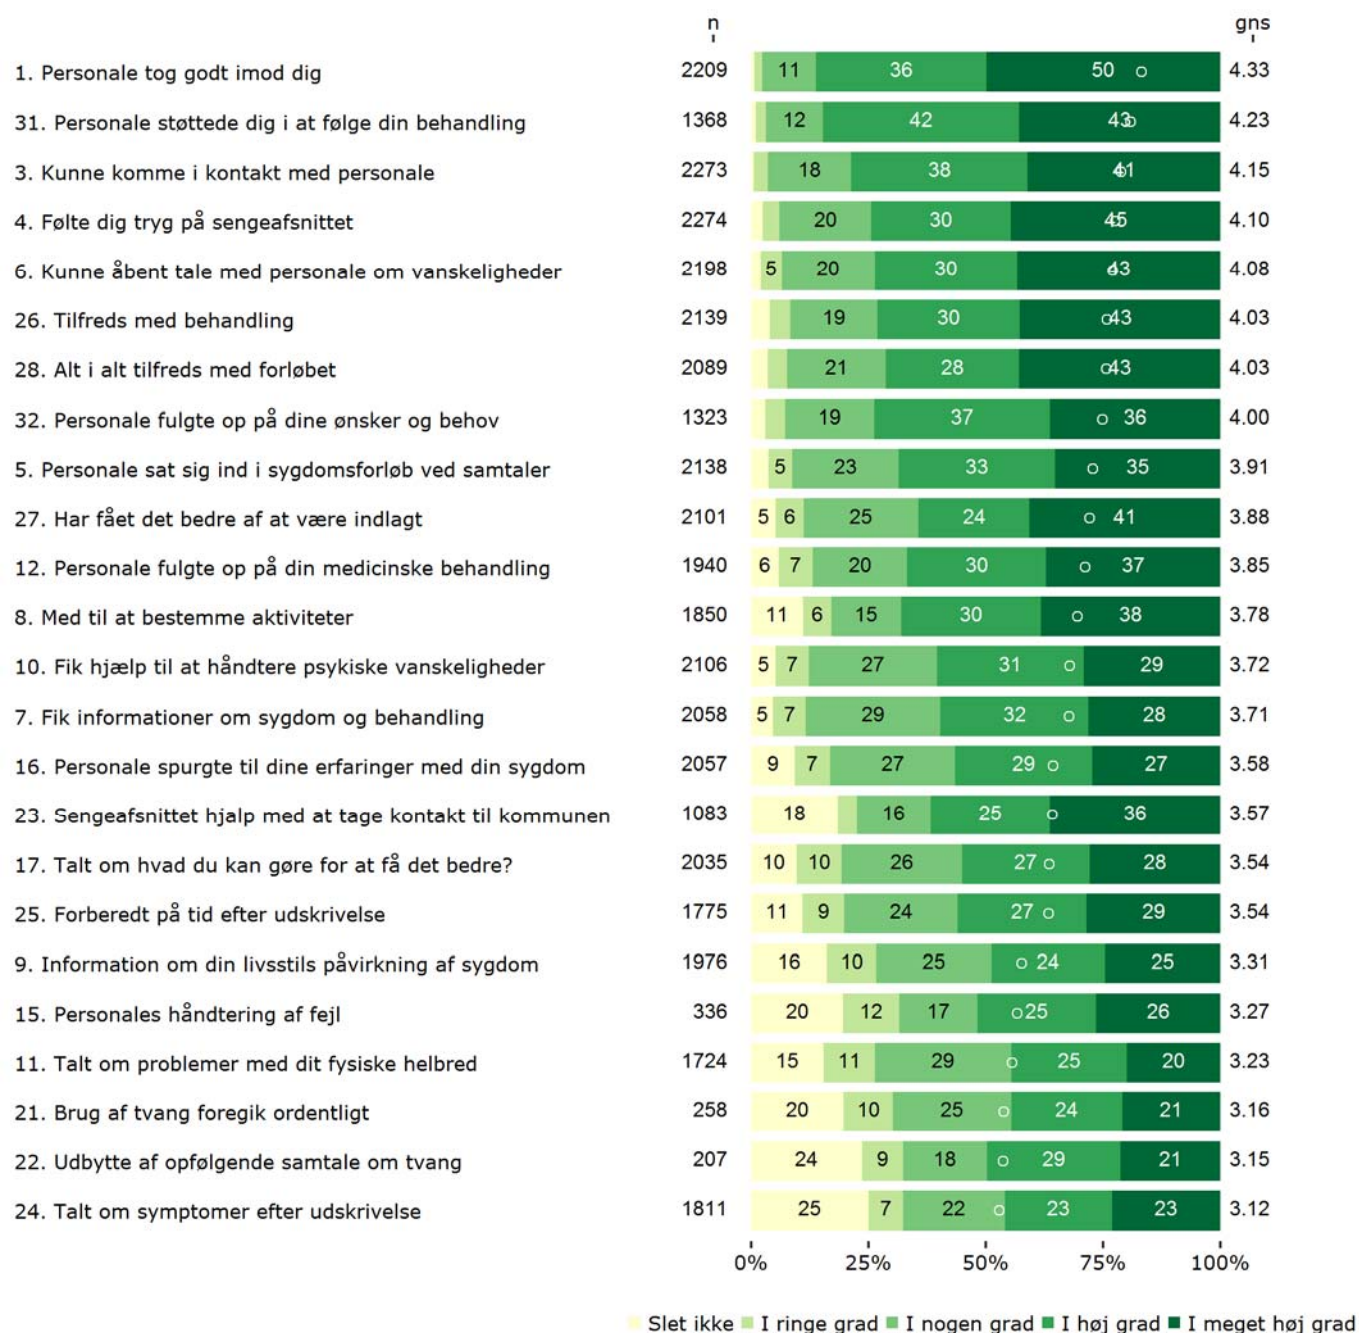 n gns
1. Personale tog godt imod dig 2209 11 36 50 4.33
31. Personale støttede dig i at følge din behandling 1368 12 42 43 4.23
3. Kunne komme i kontakt med personale 2273 18 38 41 4.15
4. Følte dig tryg på sengeafsnittet 2274 20 30 45 4.10
6. Kunne åbent tale med personale om vanskeligheder 2198 5 20 30 43 4.08
26. Tilfreds med behandling 2139 19 30 43 4.03
28. Alt i alt tilfreds med forløbet 2089 21 28 43 4.03
32. Personale fulgte op på dine ønsker og behov 1323 19 37 36 4.00
5. Personale sat sig ind i sygdomsforløb ved samtaler 2138 5 23 33 35 3.91
27. Har fået det bedre af at være indlagt 2101 5 6 25 24 41 3.88
12. Personale fulgte op på din medicinske behandling 1940 6 7 20 30 37 3.85
8. Med til at bestemme aktiviteter 1850 11 6 15 30 38 3.78
10. Fik hjælp til at håndtere psykiske vanskeligheder 2106 5 7 27 31 29 3.72
7. Fik informationer om sygdom og behandling 2058 5 7 29 32 28 3.71
16. Personale spurgte til dine erfaringer med din sygdom 2057 9 7 27 29 27 3.58
23. Sengeafsnittet hjalp med at tage kontakt til kommunen 1083 18 16 25 36 3.57
17. Talt om hvad du kan gøre for at få det bedre? 2035 10 10 26 27 28 3.54
25. Forberedt på tid efter udskrivelse 1775 11 9 24 27 29 3.54
9. Information om din livsstils påvirkning af sygdom 1976 16 10 25 24 25 3.31
15. Personales håndtering af fejl 336 20 12 17 25 26 3.27
11. Talt om problemer med dit fysiske helbred 1724 15 11 29 25 20 3.23
21. Brug af tvang foregik ordentligt 258 20 10 25 24 21 3.16
22. Udbytte af opfølgende samtale om tvang 207 24 9 18 29 21 3.15
24. Talt om symptomer efter udskrivelse 1811 25 7 22 23 23 3.12
0% 25% 50% 75% 100%
Slet ikke I ringe grad I nogen grad I høj grad I meget høj grad